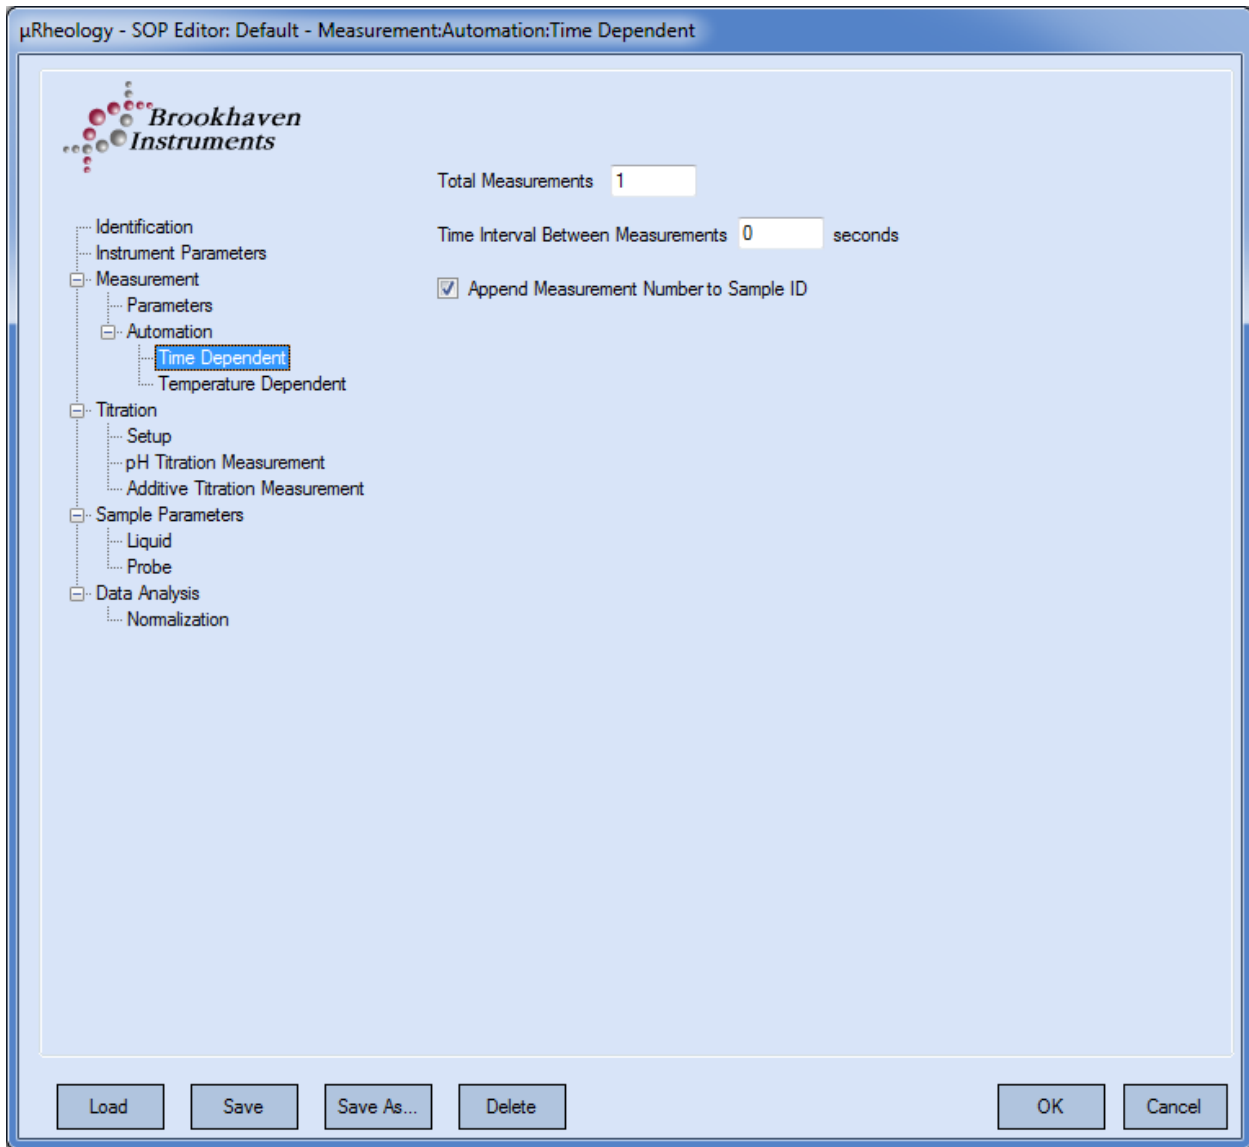 µRheology - SOP Editor: Default - Measurement:Automation:Time Dependent
Brookhaven
Instruments
Total Measurements 1
Time Interval Between Measurements 0 seconds
Append Measurement Number to Sample ID
Identification
Instrument Parameters
Measurement
Parameters
Automation
Time Dependent
Temperature Dependent
Titration
Setup
pH Titration Measurement
Additive Titration Measurement
Sample Parameters
Liquid
Probe
Data Analysis
Normalization
Load Save Save As... Delete OK Cancel